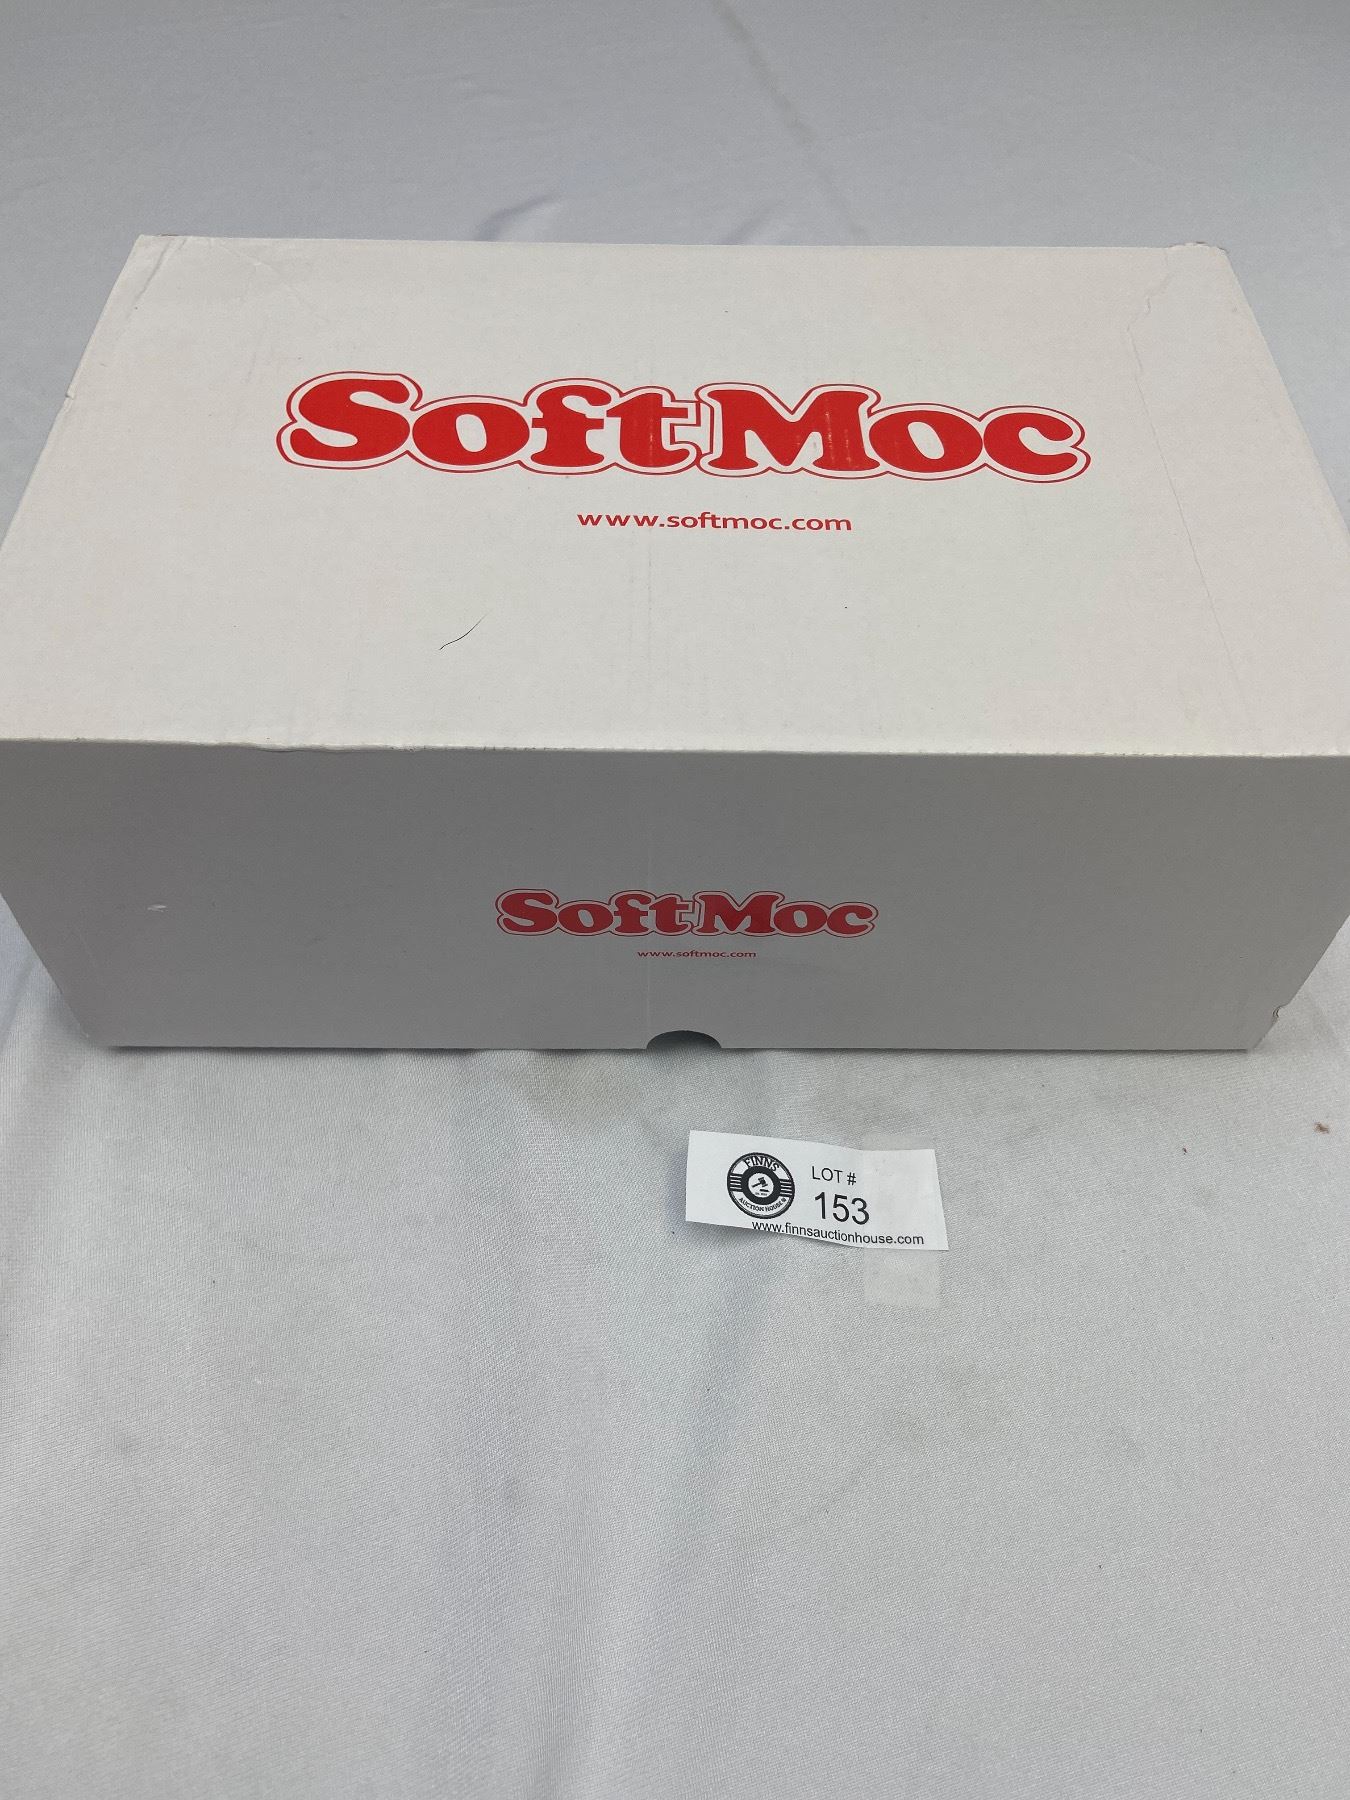 SoftMoc
www.softmoc.com
SoftMoc
www.softmoc.com
FINNS
AUCTION HOUSE
LOT #
153
www.finnsauctionhouse.com